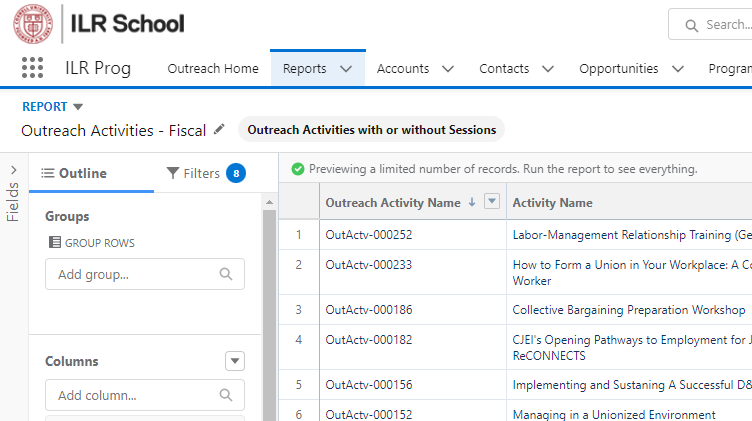 ILR School
Search...
ILR Prog
Outreach Home
Reports
Accounts
Contacts
Opportunities
REPORT
Outreach Activities - Fiscal
Outreach Activities with or without Sessions
Fields
Outline
Filters
8
Previewing a limited number of records. Run the report to see everything.
Groups
GROUP ROWS
Add group...
Columns
Add column...
Outreach Activity Name
Activity Name
1 OutActv-000252 Labor-Management Relationship Training (Ge
2 OutActv-000233 How to Form a Union in Your Workplace: A Co
Worker
3 OutActv-000186 Collective Bargaining Preparation Workshop
4 OutActv-000182 CJEI's Opening Pathways to Employment for J
ReCONNECTS
5 OutActv-000156 Implementing and Sustaning A Successful D&
6 OutActv-000152 Managing in a Unionized Environment